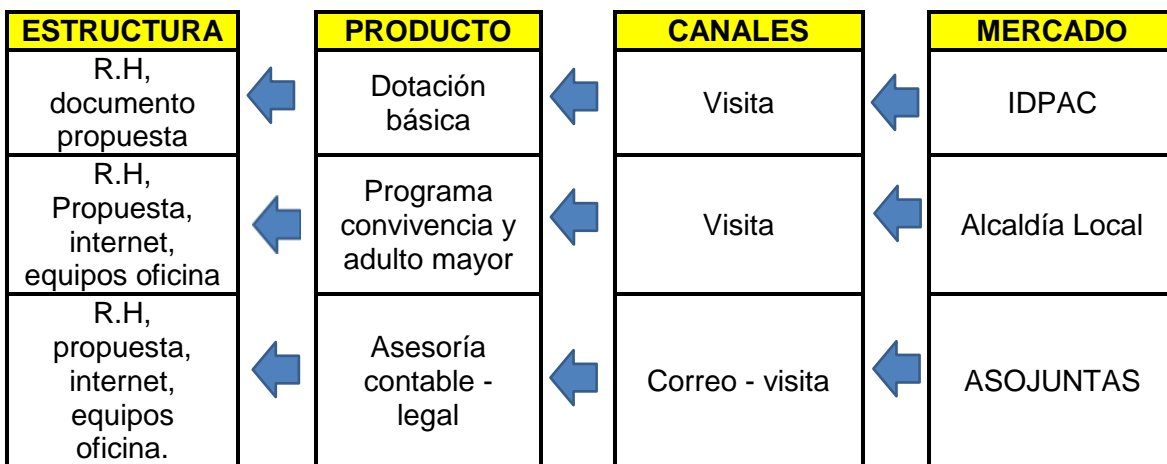 ESTRUCTURA
PRODUCTO
CANALES
MERCADO
R.H,
documento
propuesta
Dotación
básica
Visita
IDPAC
R.H,
Propuesta,
internet,
equipos oficina
Programa
convivencia y
adulto mayor
Visita
Alcaldía Local
R.H,
propuesta,
internet,
equipos
oficina.
Asesoría
contable -
legal
Correo - visita
ASOJUNTAS